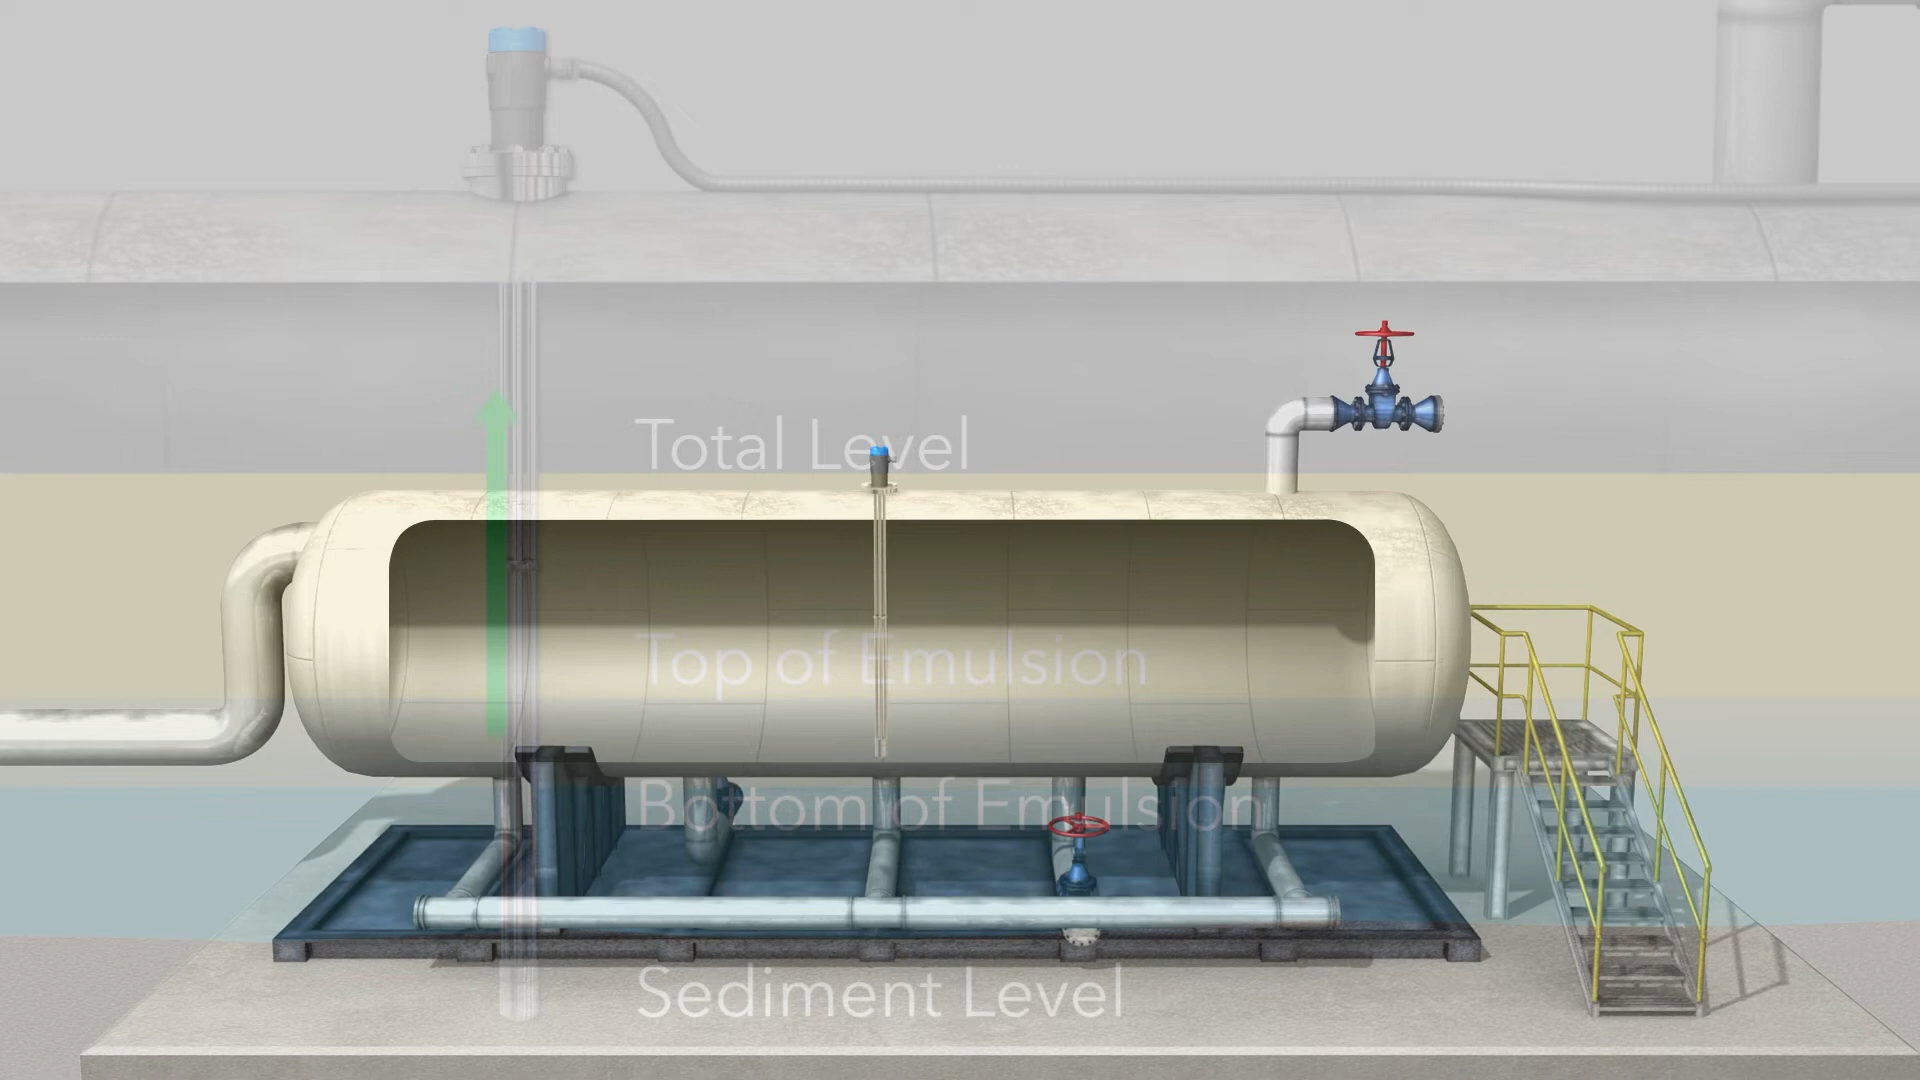 Total Level
Top of Emulsion
Bottom of Emulsion
Sediment Level